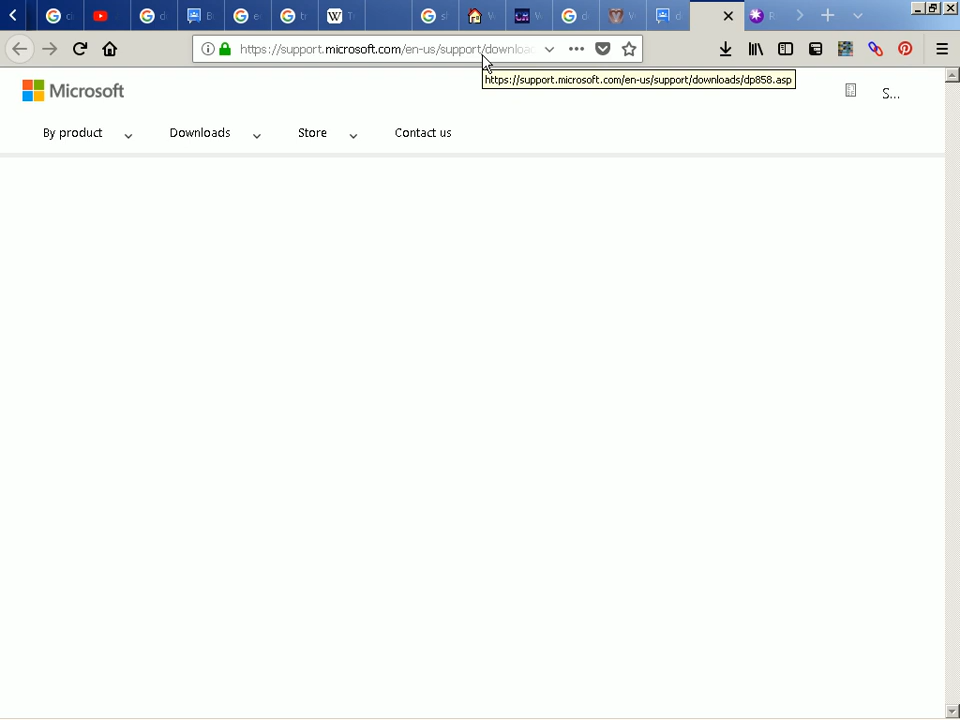 https://support.microsoft.com/en-us/support/downloa
https://support.microsoft.com/en-us/support/downloads/dp858.asp
Microsoft
S...
By product
Downloads
Store
Contact us